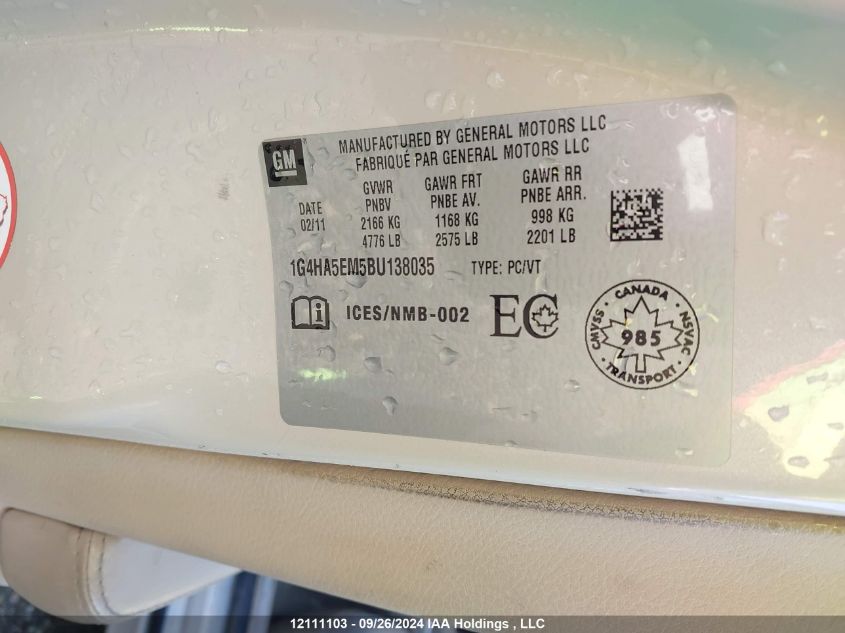 GM
MANUFACTURED BY GENERAL MOTORS LLC
FABRIQUÉ PAR GENERAL MOTORS LLC
DATE
02/11
GVWR
PNBV
2166 KG
4776 LB
GAWR FRT
PNBE AV.
1168 KG
2575 LB
GAWR RR
PNBE ARR.
998 KG
2201 LB
1G4HA5EM5BU138035 TYPE: PC/VT
ICES/NMB-002 EC
CANADA
CMVSS 985 NSVAC
TRANSPORT
12111103 - 09/26/2024 IAA Holdings , LLC